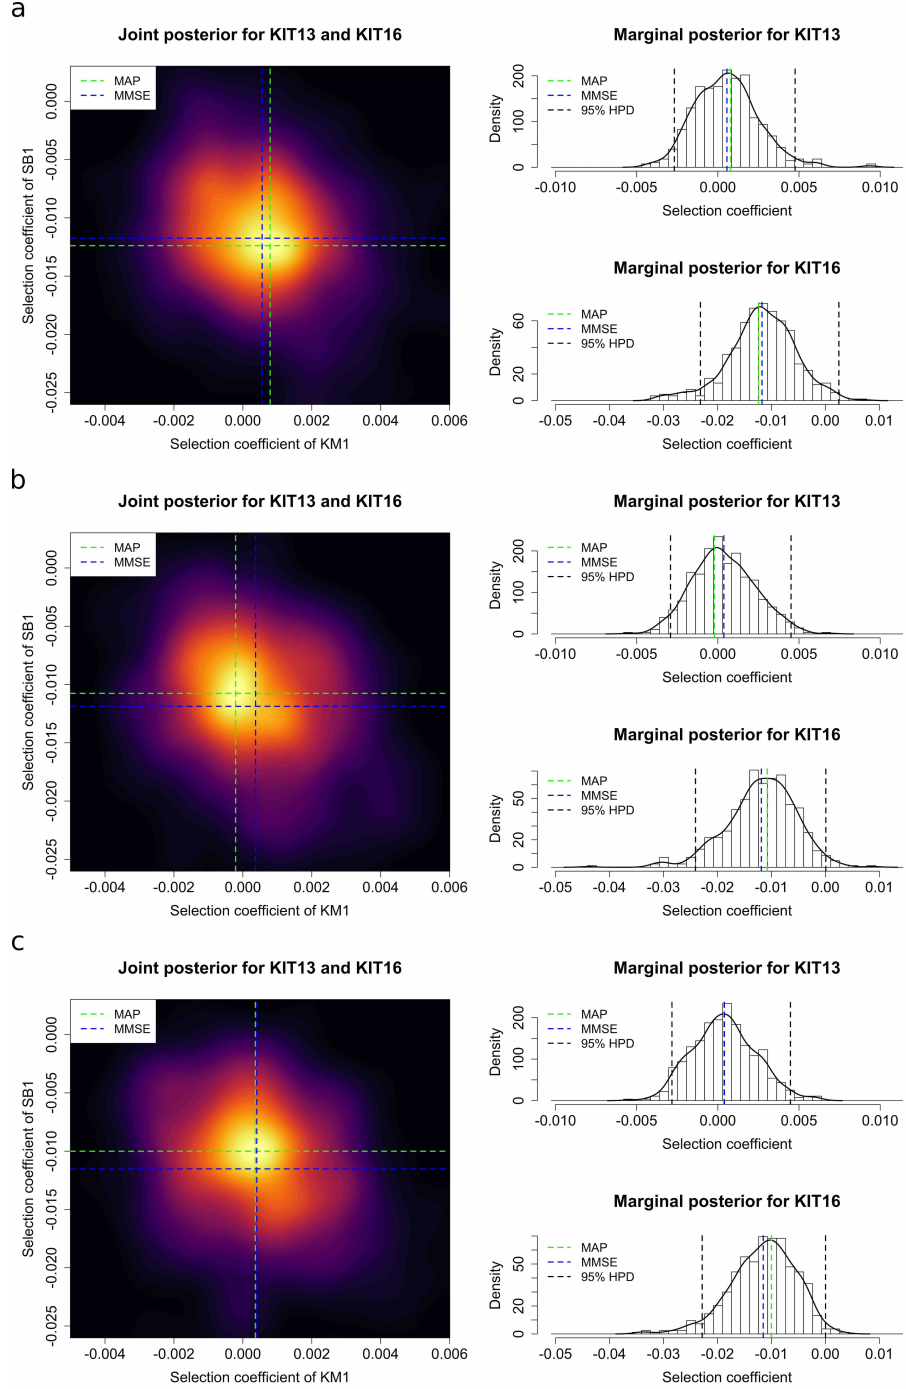 a
Joint posterior for KIT13 and KIT16
MAP
MMSE
Selection coefficient of SB1
0.000
-0.005
-0.010
-0.015
-0.020
-0.025
-0.004 -0.002 0.000 0.002 0.004 0.006
Selection coefficient of KM1
Marginal posterior for KIT13
MAP
MMSE
95% HPD
Density
200
100
0
-0.010 -0.005 0.000 0.005 0.010
Selection coefficient
Marginal posterior for KIT16
MAP
MMSE
95% HPD
Density
60
20
0
-0.05 -0.03 -0.02 -0.01 0.00 0.01
Selection coefficient
b
Joint posterior for KIT13 and KIT16
MAP
MMSE
Selection coefficient of SB1
0.000
-0.005
-0.010
-0.015
-0.020
-0.025
-0.004 -0.002 0.000 0.002 0.004 0.006
Selection coefficient of KM1
Marginal posterior for KIT13
MAP
MMSE
95% HPD
Density
200
100
0
-0.010 -0.005 0.000 0.005 0.010
Selection coefficient
Marginal posterior for KIT16
MAP
MMSE
95% HPD
Density
50
20
0
-0.05 -0.03 -0.02 -0.01 0.00 0.01
Selection coefficient
c
Joint posterior for KIT13 and KIT16
MAP
MMSE
Selection coefficient of SB1
0.000
-0.005
-0.010
-0.015
-0.020
-0.025
-0.004 -0.002 0.000 0.002 0.004 0.006
Selection coefficient of KM1
Marginal posterior for KIT13
MAP
MMSE
95% HPD
Density
200
100
0
-0.010 -0.005 0.000 0.005 0.010
Selection coefficient
Marginal posterior for KIT16
MAP
MMSE
95% HPD
Density
50
20
0
-0.05 -0.03 -0.02 -0.01 0.00 0.01
Selection coefficient